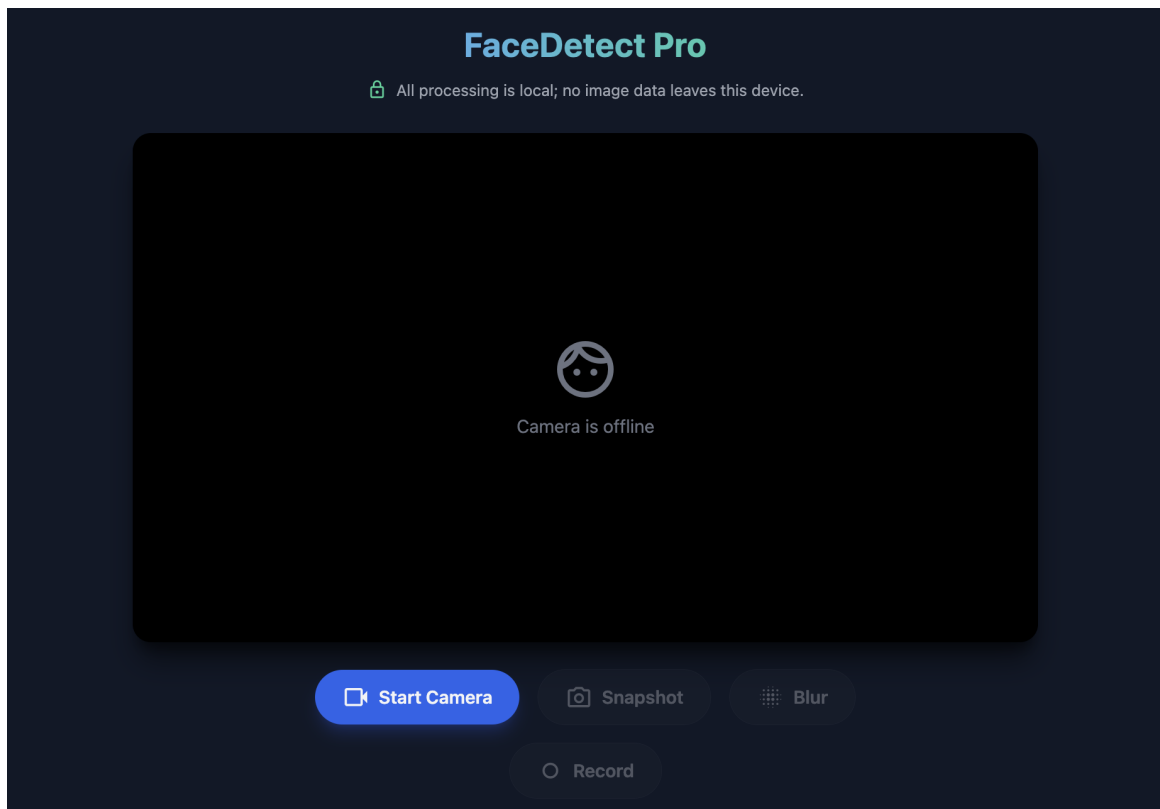 FaceDetect Pro
All processing is local; no image data leaves this device.
Camera is offline
Start Camera
Snapshot
Blur
Record